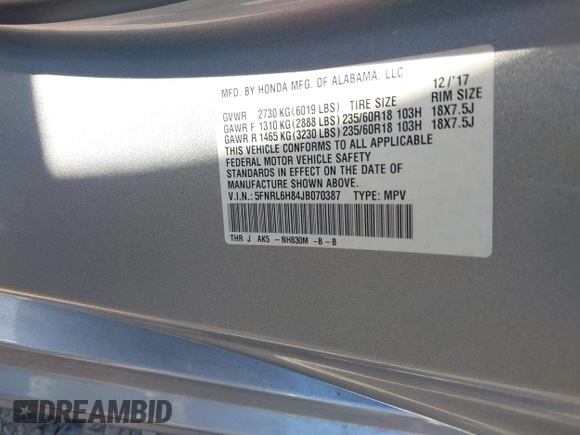 MFD. BY HONDA MFG. OF ALABAMA. LLC 12/'17
GVWR 2730 KG(6019 LBS) TIRE SIZE RIM SIZE
GAWR F 1310 KG(2888 LBS) 235/60R18 103H 18X7.5J
GAWR R 1465 KG(3230 LBS) 235/60R18 103H 18X7.5J
THIS VEHICLE CONFORMS TO ALL APPLICABLE
FEDERAL MOTOR VEHICLE SAFETY
STANDARDS IN EFFECT ON THE DATE OF
MANUFACTURE SHOWN ABOVE.
V.I.N.: 5FNRL6H84JB070387 TYPE: MPV
THR J AK5 -NH830M -B-B
DREAMBID